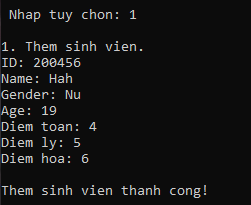 Nhap tuy chon: 1
1. Them sinh vien.
ID: 200456
Name: Hah
Gender: Nu
Age: 19
Diem toan: 4
Diem ly: 5
Diem hoa: 6
Them sinh vien thanh cong!